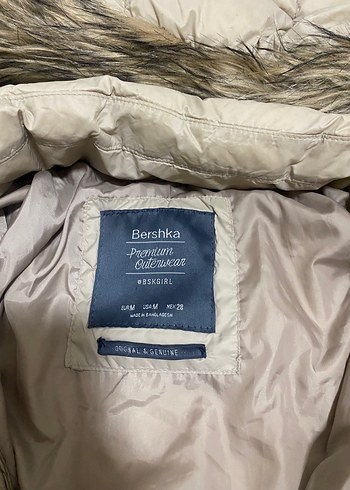 Bershka
Premium
Outerwear
@BSKGIRL
EUR M USA M MEX 28
MADE IN BANGLADESH
ORIGINAL & GENUINE